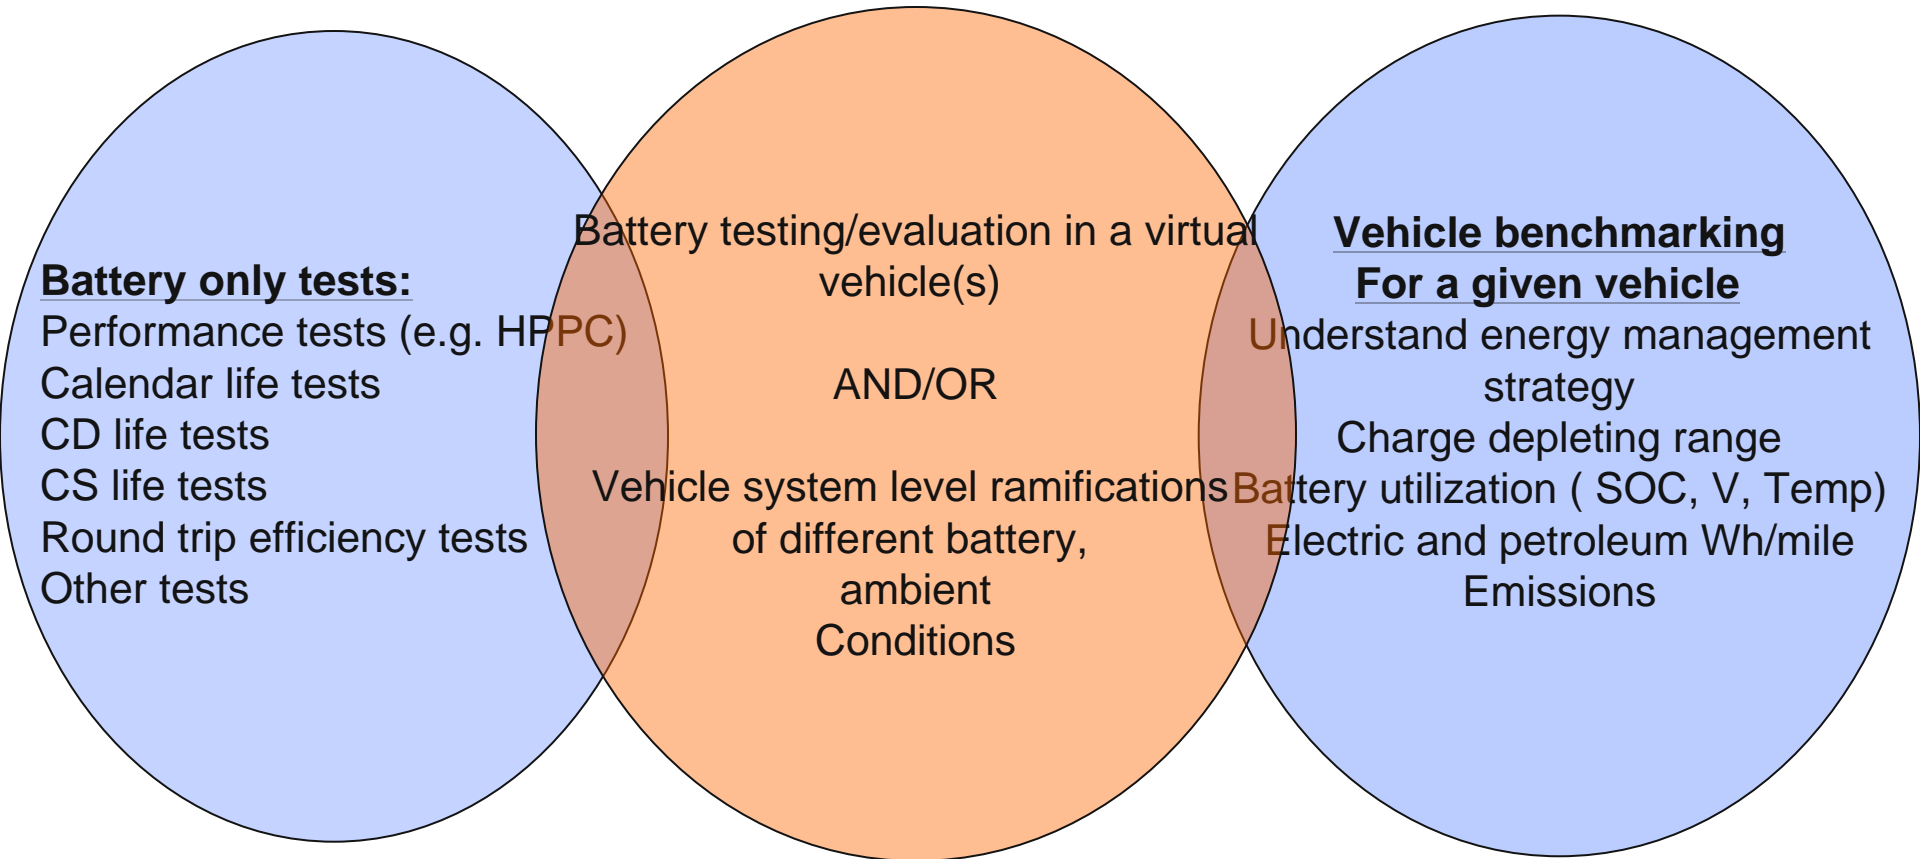 Battery only tests:
Performance tests (e.g. HPPC)
Calendar life tests
CD life tests
CS life tests
Round trip efficiency tests
Other tests
Battery testing/evaluation in a virtual
vehicle(s)
AND/OR
Vehicle system level ramifications
of different battery,
ambient
Conditions
Vehicle benchmarking
For a given vehicle
Understand energy management
strategy
Charge depleting range
Battery utilization ( SOC, V, Temp)
Electric and petroleum Wh/mile
Emissions